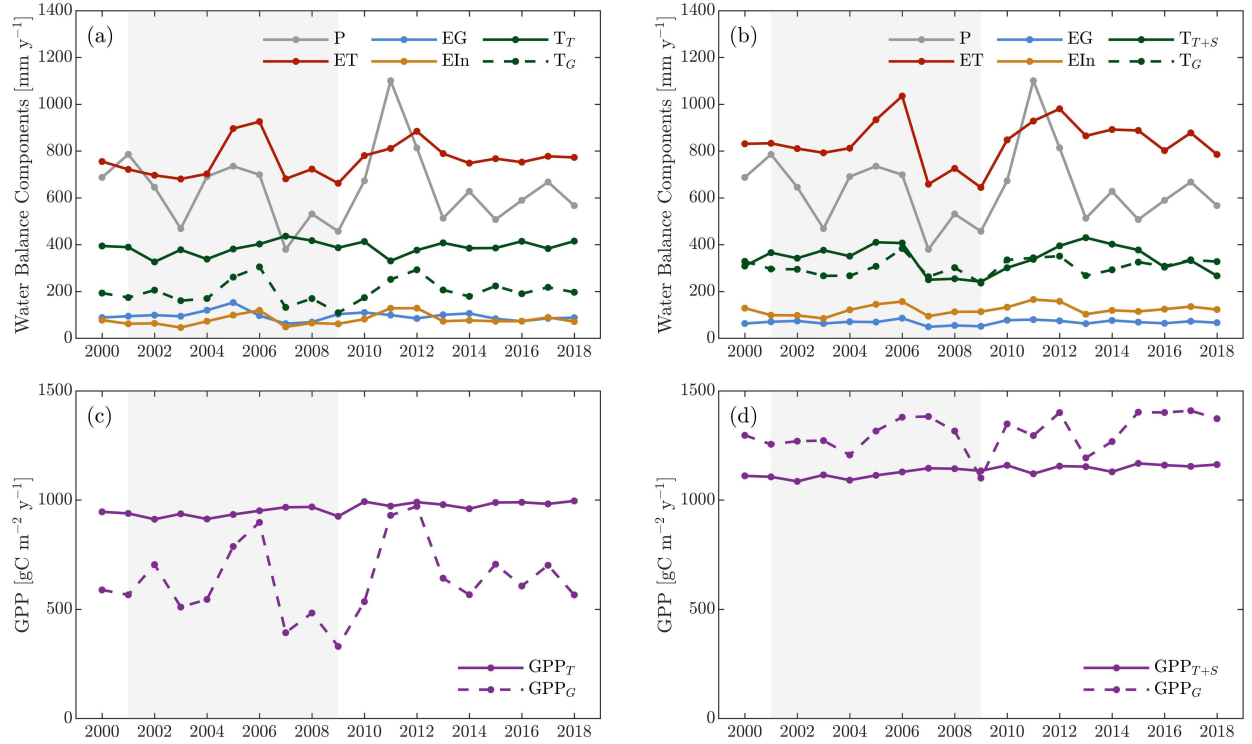 1400
1200
1000
800
600
400
200
0
Water Balance Components [mm y⁻¹]
(a)
P EG T_T
ET EIn T_G
2000 2002 2004 2006 2008 2010 2012 2014 2016 2018
1400
1200
1000
800
600
400
200
0
Water Balance Components [mm y⁻¹]
(b)
P EG T_{T+S}
ET EIn T_G
2000 2002 2004 2006 2008 2010 2012 2014 2016 2018
1500
1000
500
0
GPP [gC m⁻² y⁻¹]
(c)
GPP_T
GPP_G
2000 2002 2004 2006 2008 2010 2012 2014 2016 2018
1500
1000
500
0
GPP [gC m⁻² y⁻¹]
(d)
GPP_{T+S}
GPP_G
2000 2002 2004 2006 2008 2010 2012 2014 2016 2018